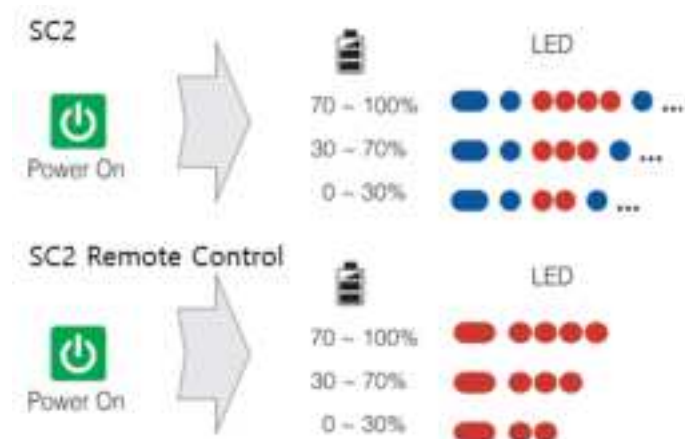 SC2
LED
Power On
70 ~ 100%
30 ~ 70%
0 ~ 30%
...
...
...
SC2 Remote Control
LED
Power On
70 ~ 100%
30 ~ 70%
0 ~ 30%